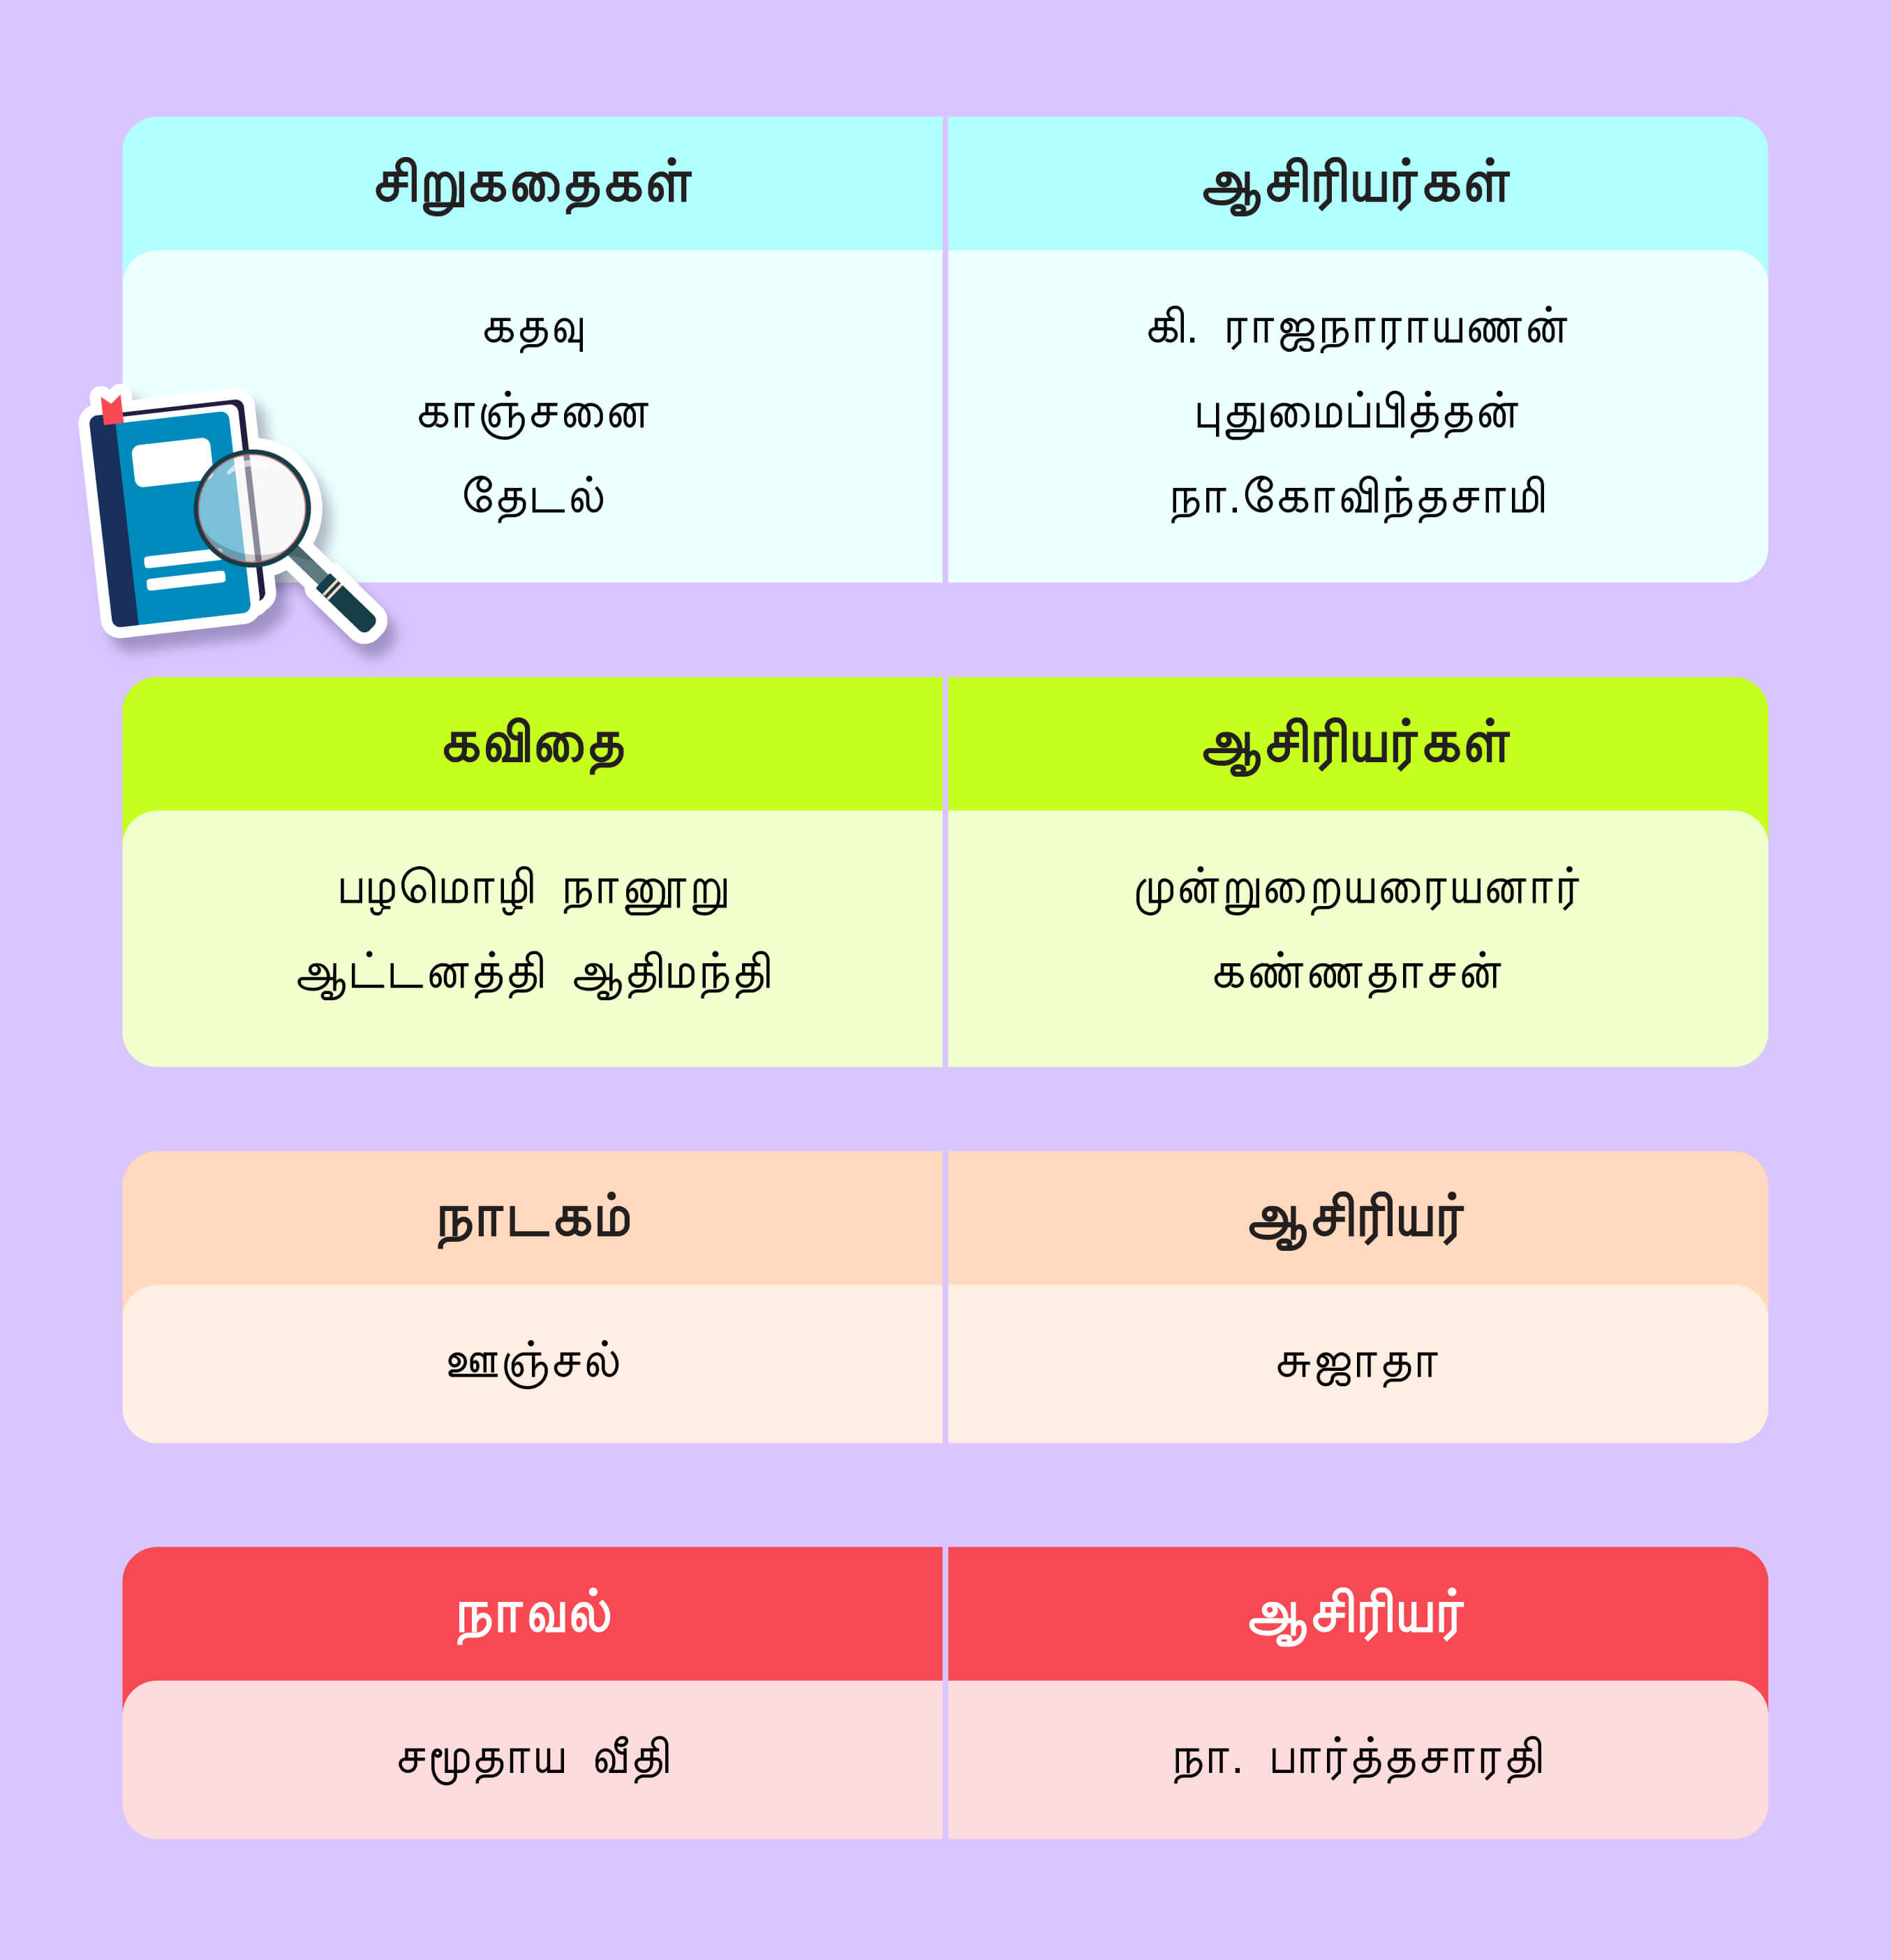 சிறுகதைகள் ஆசிரியர்கள்
கதவு கி. ராஜநாராயணன்
காஞ்சனை புதுமைப்பித்தன்
தேடல் நா.கோவிந்தசாமி
கவிதை ஆசிரியர்கள்
பழமொழி நானூறு முன்றுறையரையனார்
ஆட்டனத்தி ஆதிமந்தி கண்ணதாசன்
நாடகம் ஆசிரியர்
ஊஞ்சல் சுஜாதா
நாவல் ஆசிரியர்
சமூதாய வீதி நா. பார்த்தசாரதி